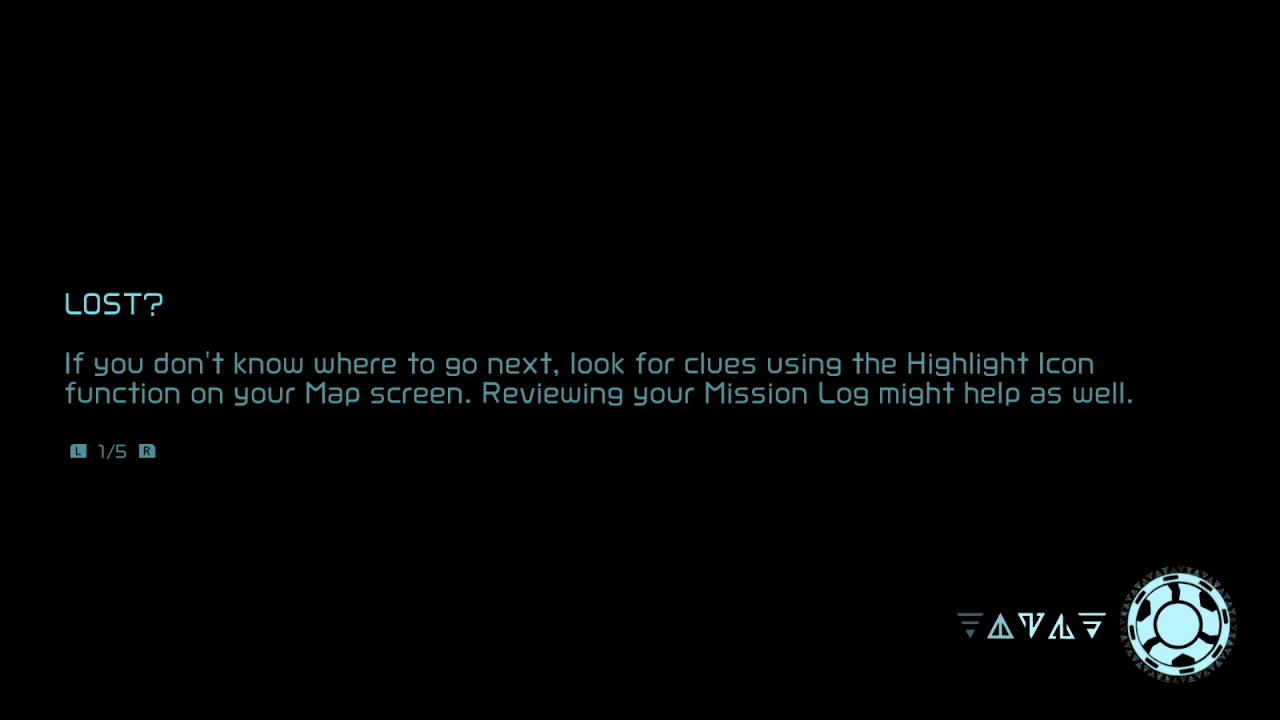 LOST?
If you don't know where to go next, look for clues using the Highlight Icon
function on your Map screen. Reviewing your Mission Log might help as well.
L 1/5 R